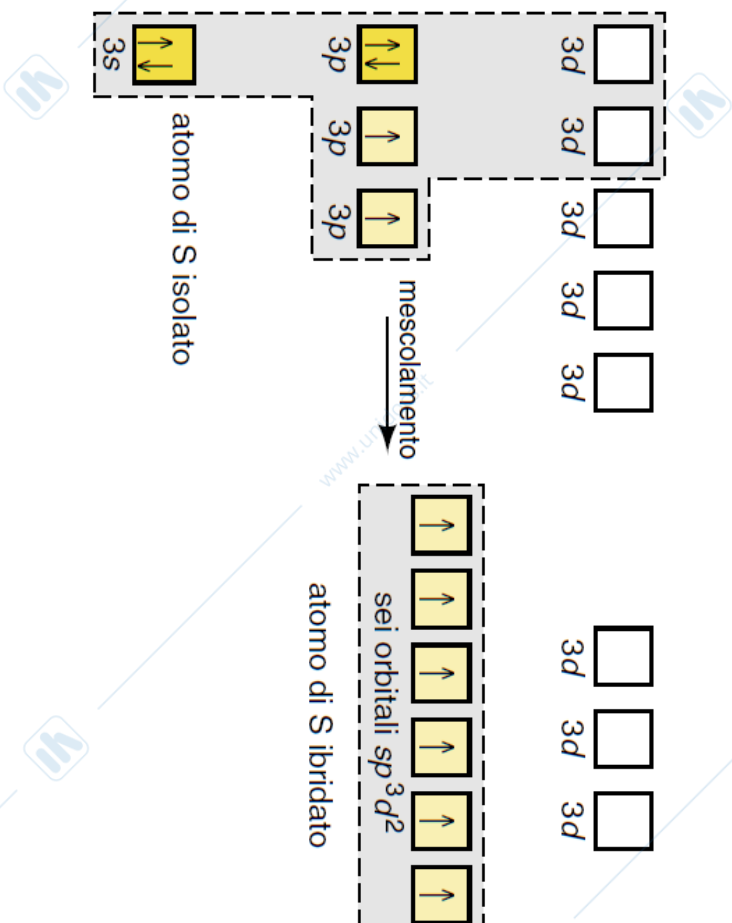 3d 3d 3d 3d 3d
3d 3d 3d
mescolamento
sei orbitali sp³d²
3p 3p 3p
atomo di S ibridato
atomo di S isolato
3s